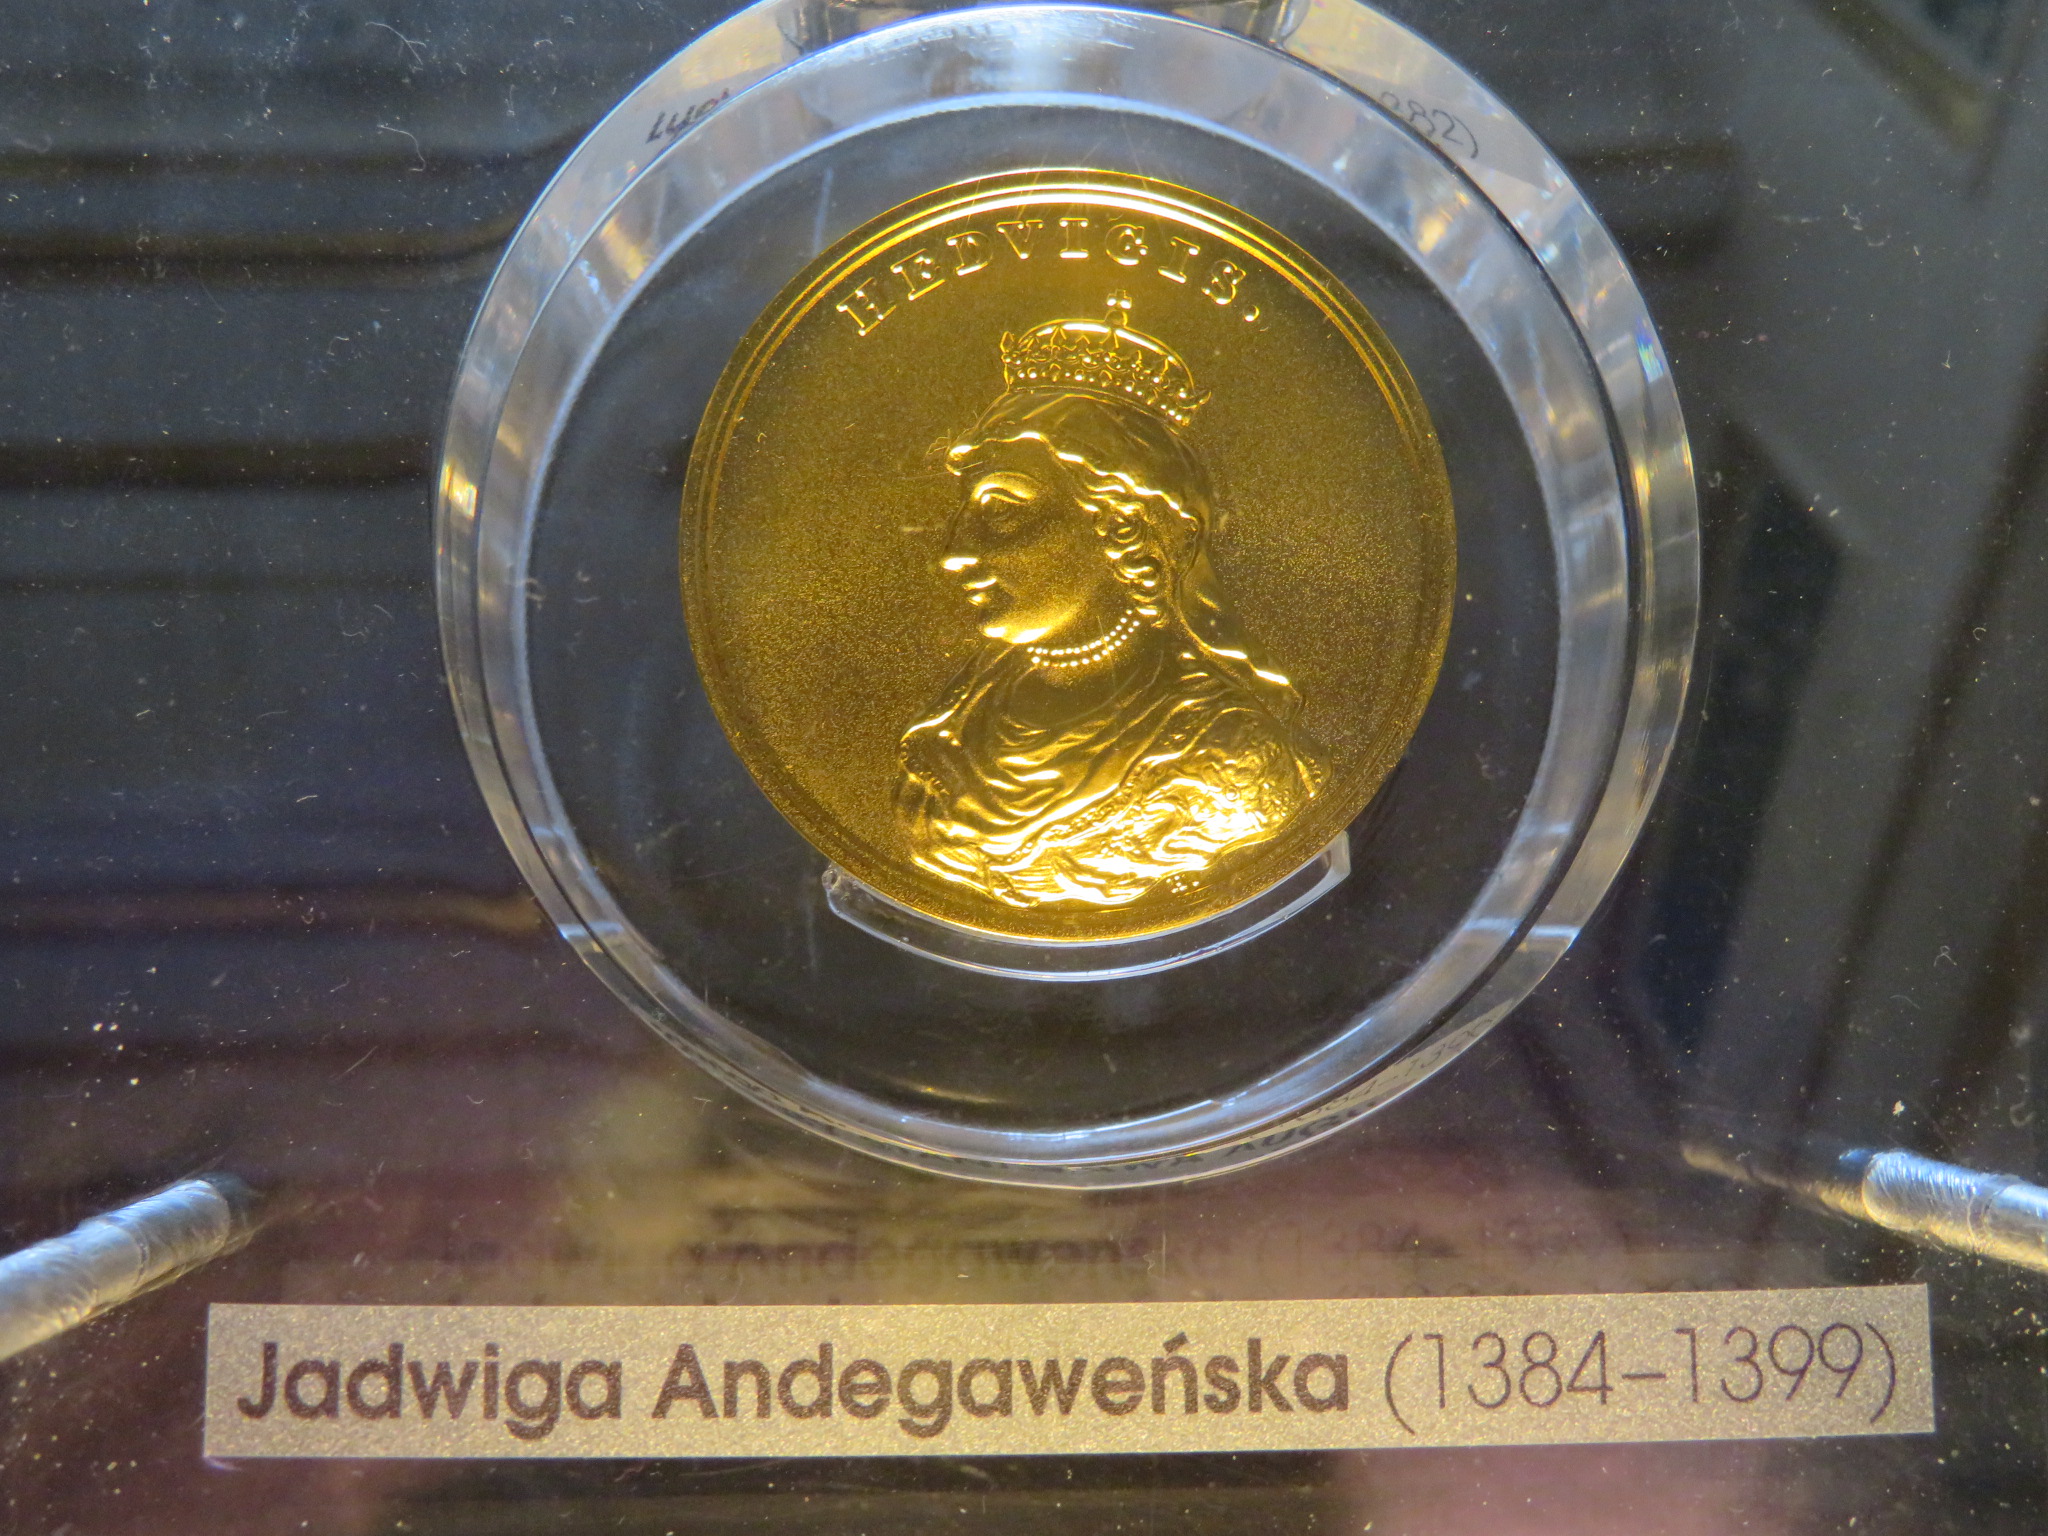 HEDVIGIS.
H.
Jadwiga Andegaweńska (1384–1399)